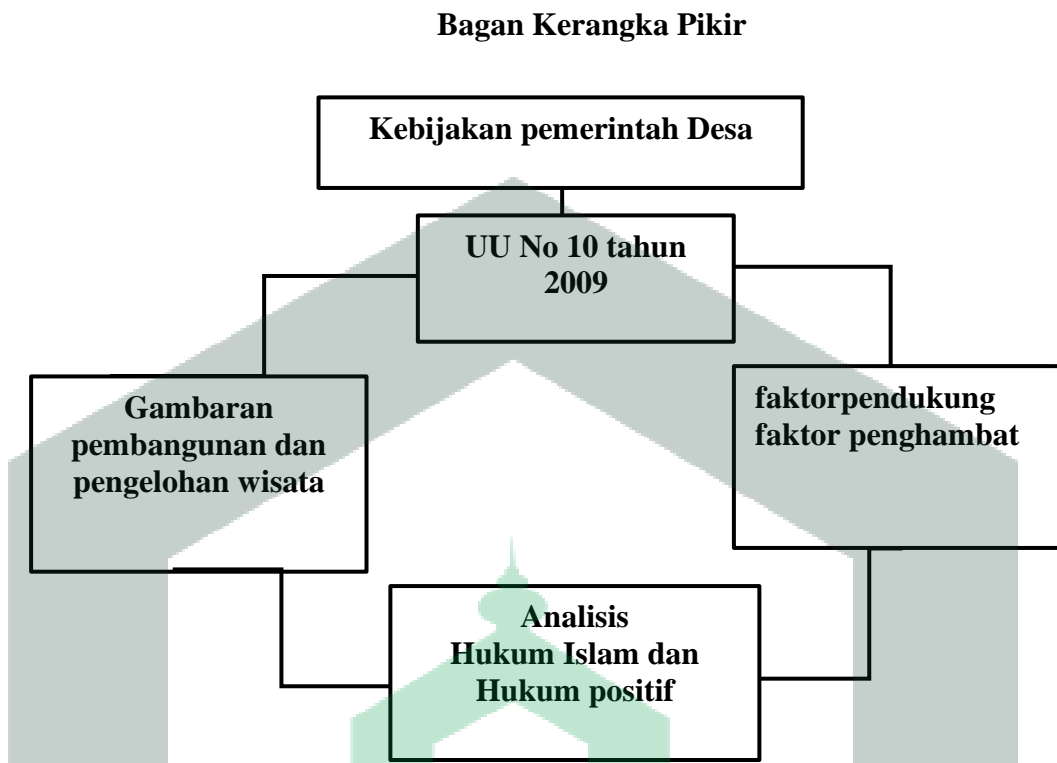 Bagan Kerangka Pikir
Kebijakan pemerintah Desa
UU No 10 tahun
2009
Gambaran
pembangunan dan
pengelohan wisata
faktorpendukung
faktor penghambat
Analisis
Hukum Islam dan
Hukum positif